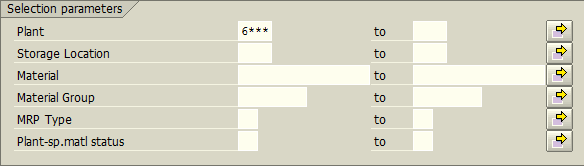 Selection parameters
Plant 6*** to
Storage Location to
Material to
Material Group to
MRP Type to
Plant-sp.matl status to